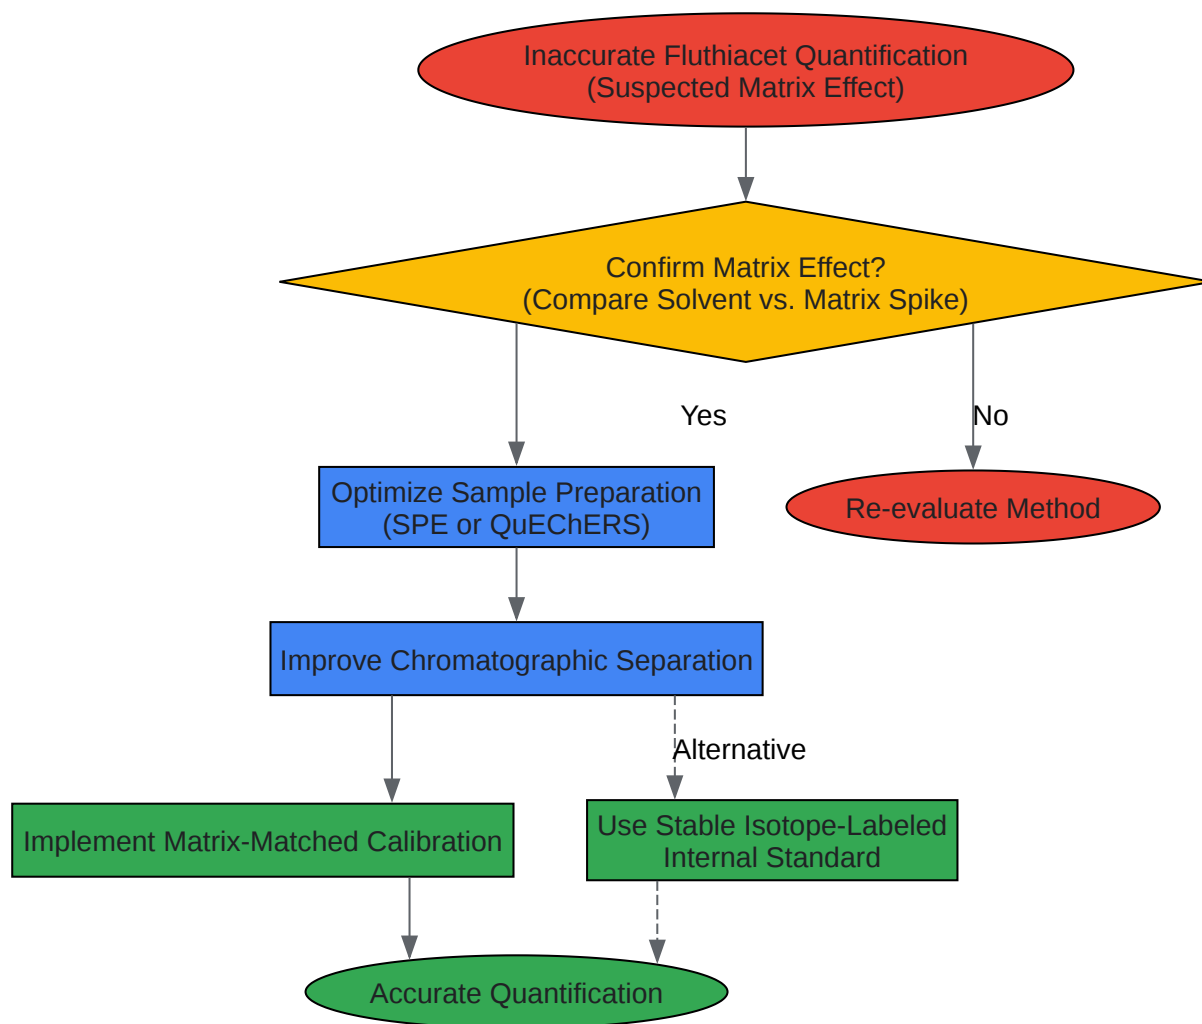 Inaccurate Fluthiacet Quantification
(Suspected Matrix Effect)
Confirm Matrix Effect?
(Compare Solvent vs. Matrix Spike)
Yes
No
Optimize Sample Preparation
(SPE or QuEChERS)
Re-evaluate Method
Improve Chromatographic Separation
Alternative
Implement Matrix-Matched Calibration
Use Stable Isotope-Labeled
Internal Standard
Accurate Quantification